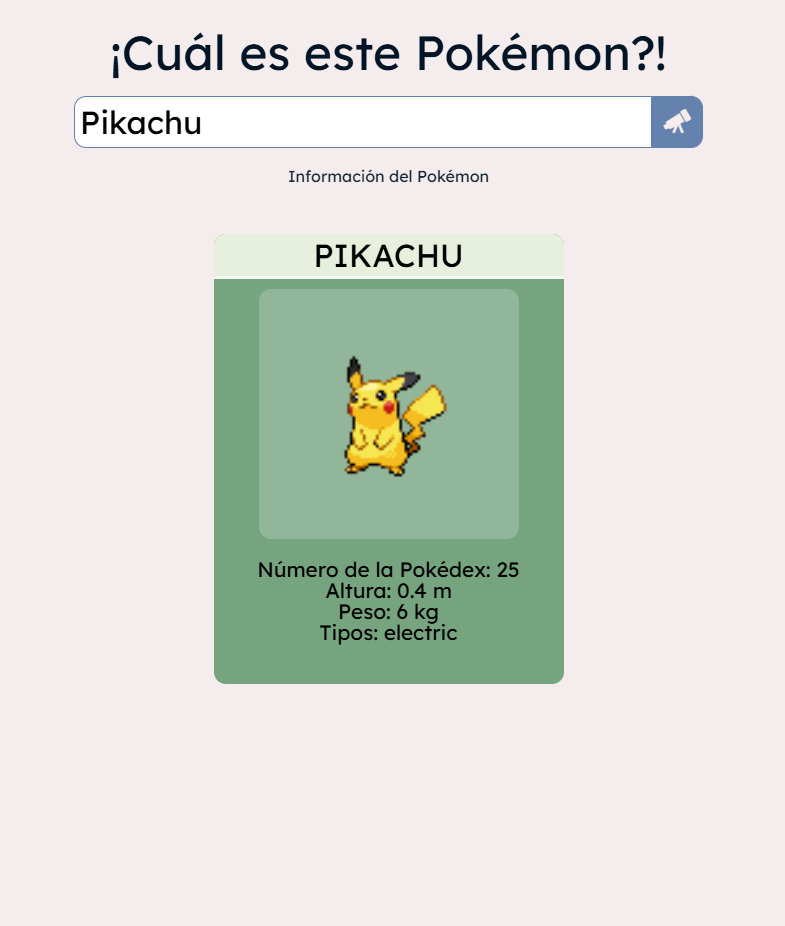 ¡Cuál es este Pokémon?!
Pikachu
Información del Pokémon
PIKACHU
Número de la Pokédex: 25
Altura: 0.4 m
Peso: 6 kg
Tipos: electric